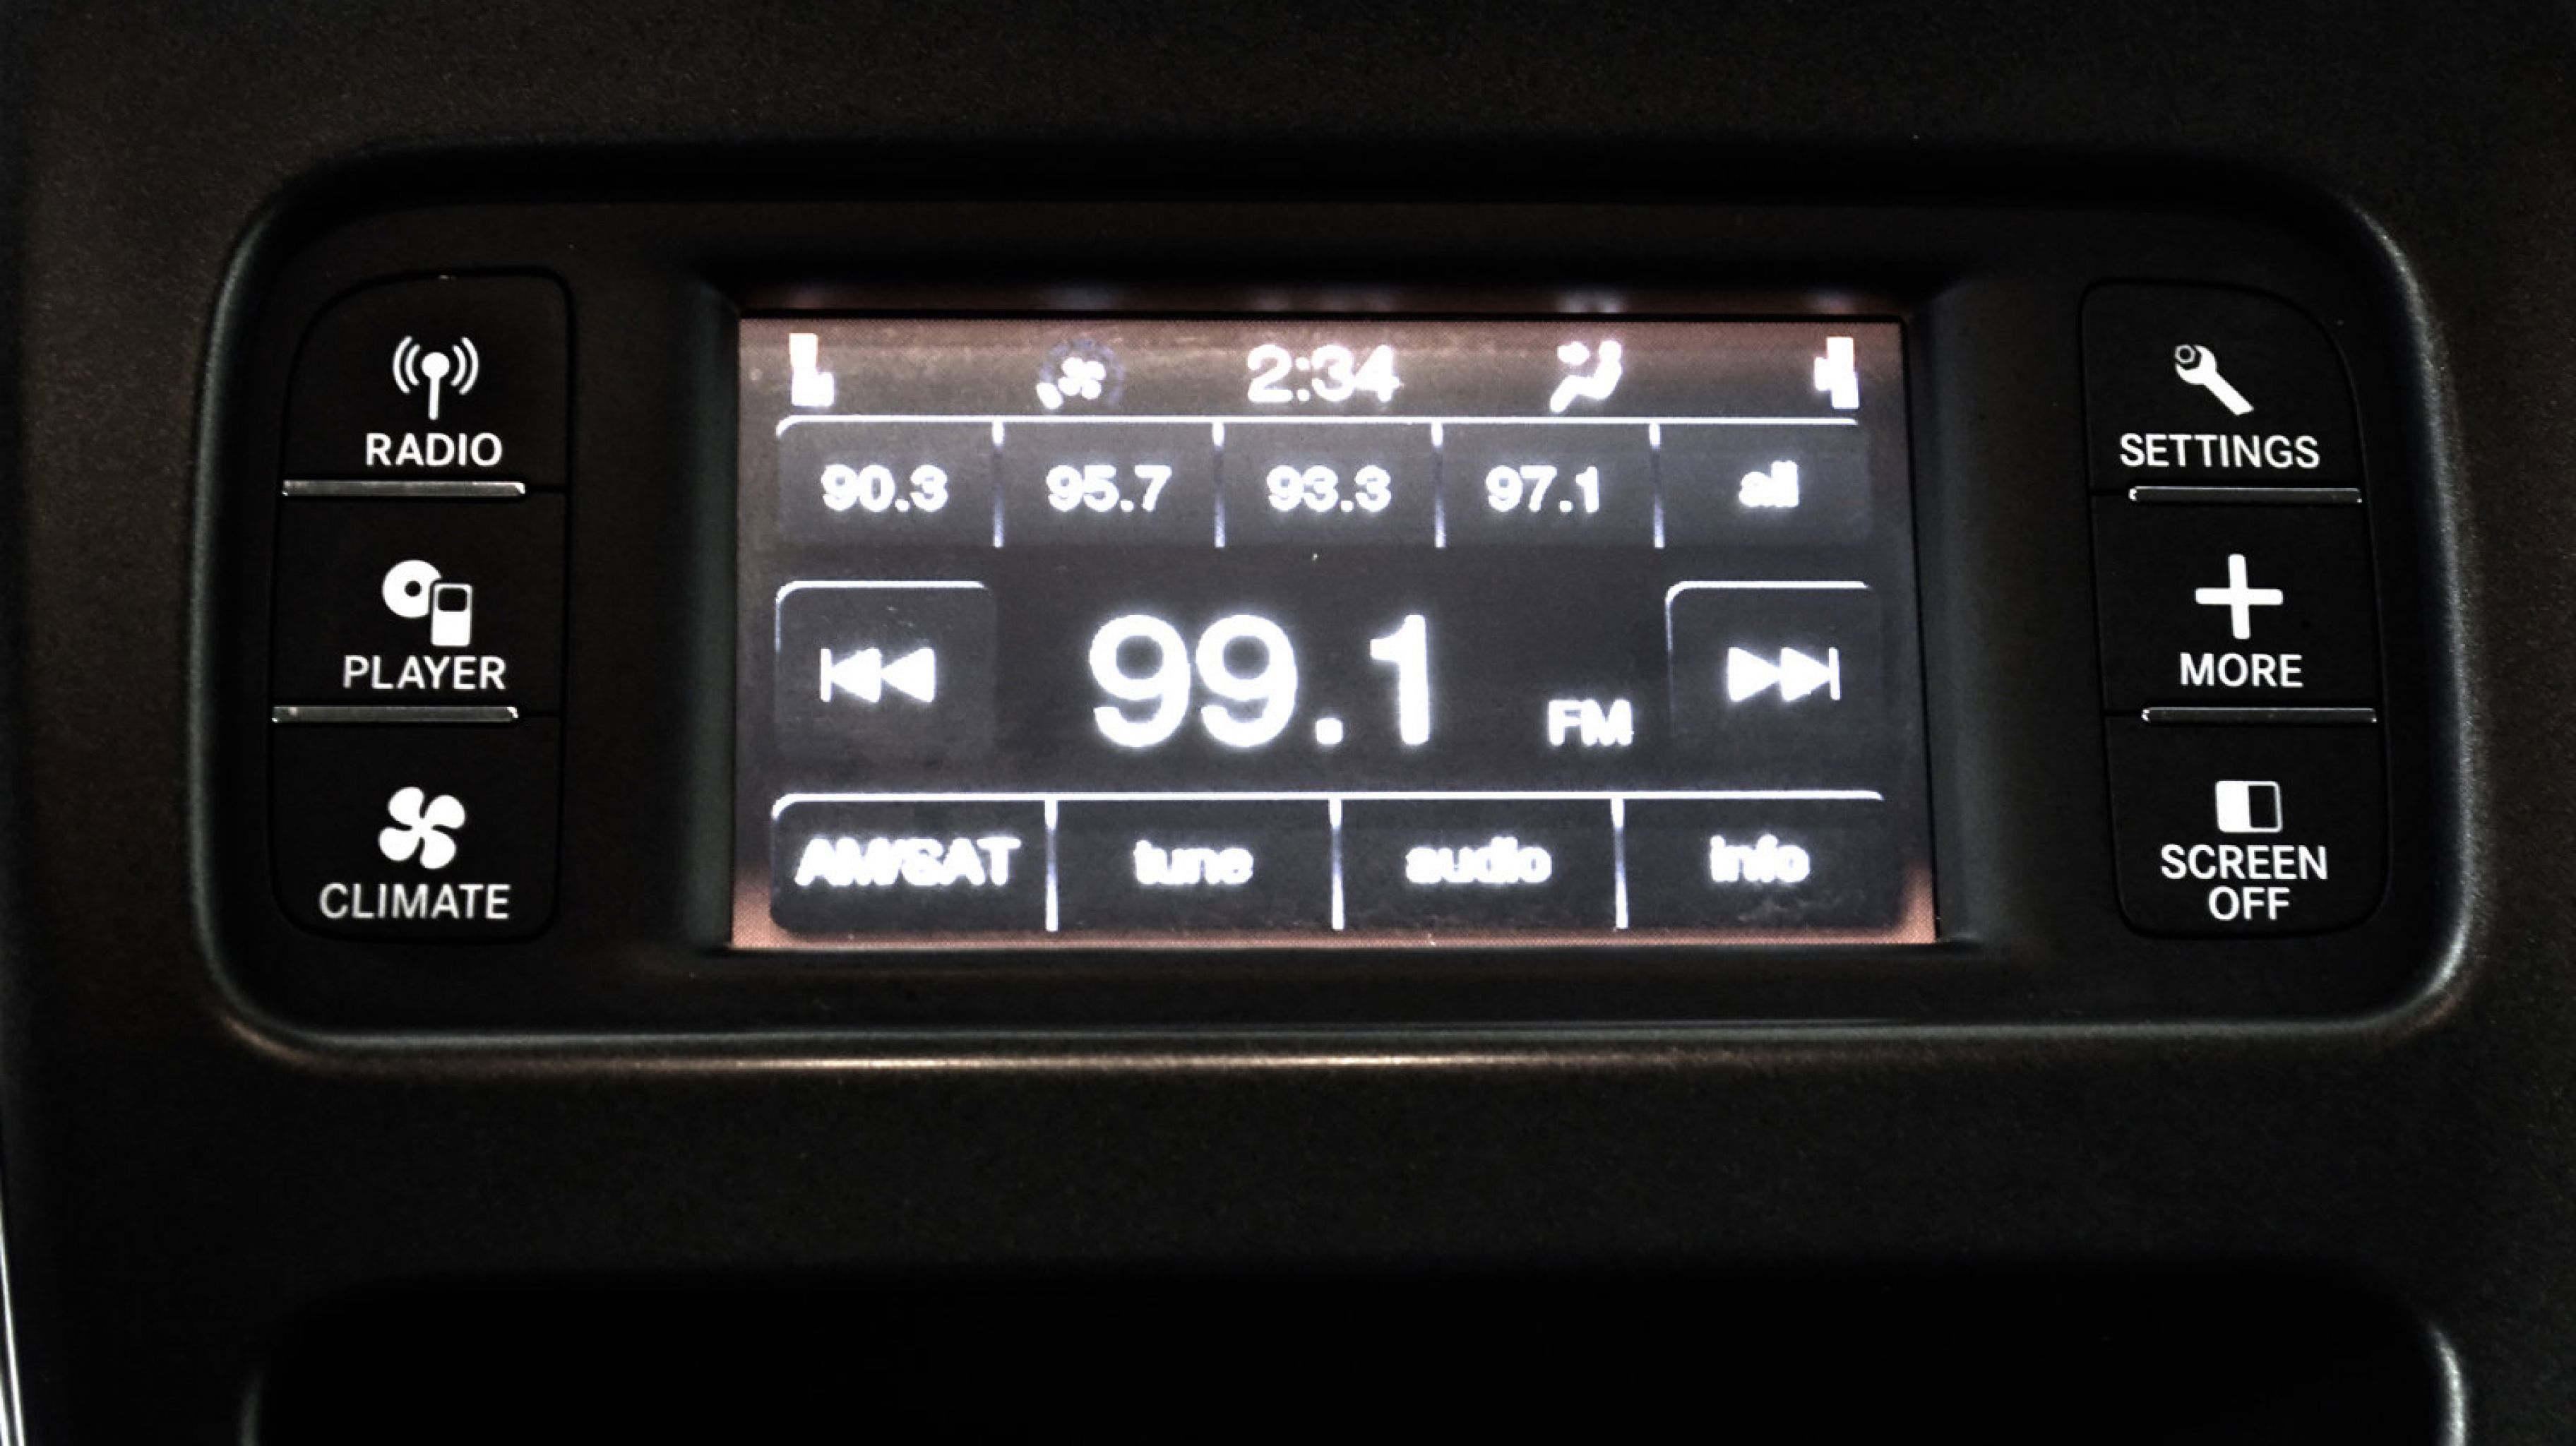 RADIO
PLAYER
CLIMATE
2:34
90.3 95.7 93.3 97.1 all
99.1 FM
AM/SAT tune audio info
SETTINGS
MORE
SCREEN
OFF